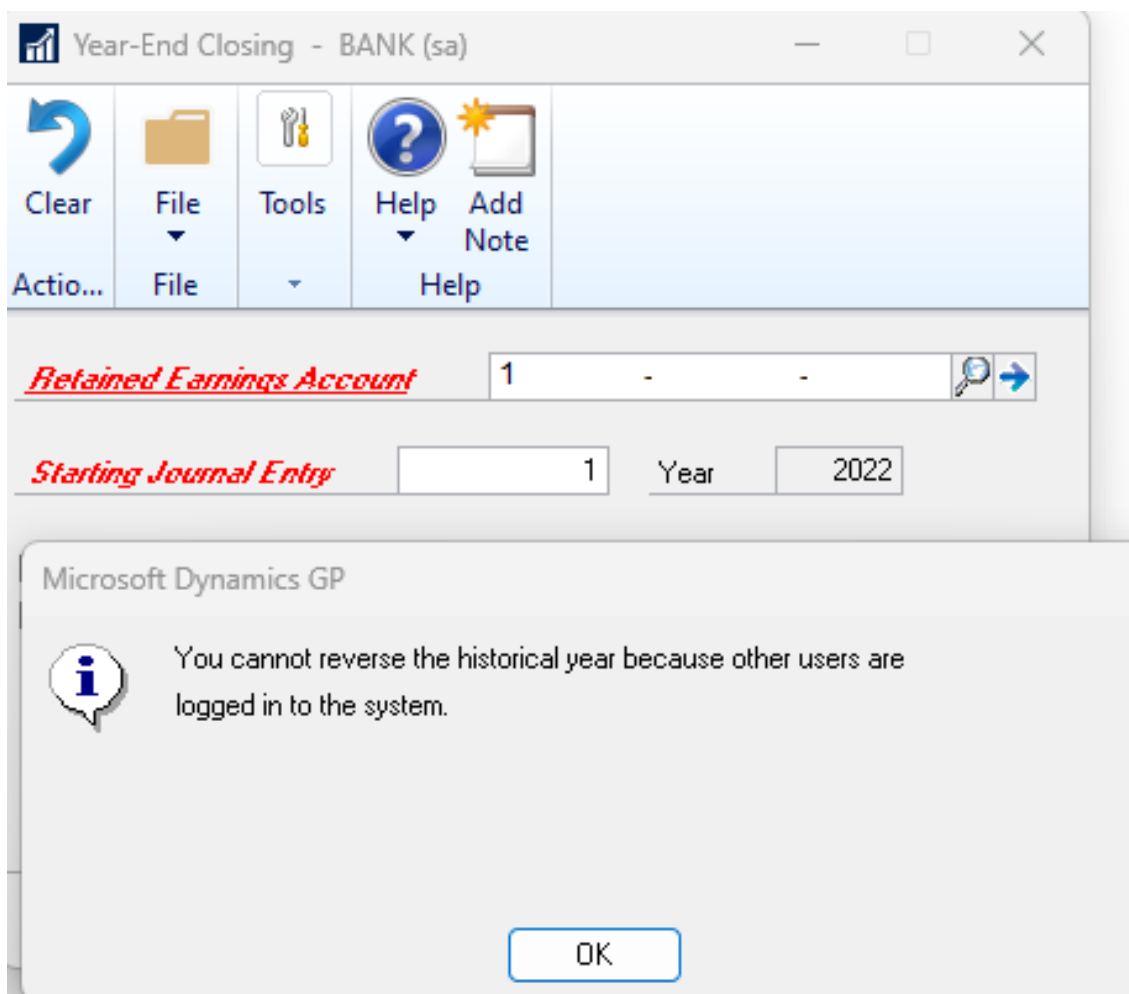 Year-End Closing - BANK (sa)
Clear
File
Tools
Help
Add
Note
Actio...
File
Help
Retained Earnings Account 1 - -
Starting Journal Entry 1 Year 2022
Microsoft Dynamics GP
You cannot reverse the historical year because other users are
logged in to the system.
OK